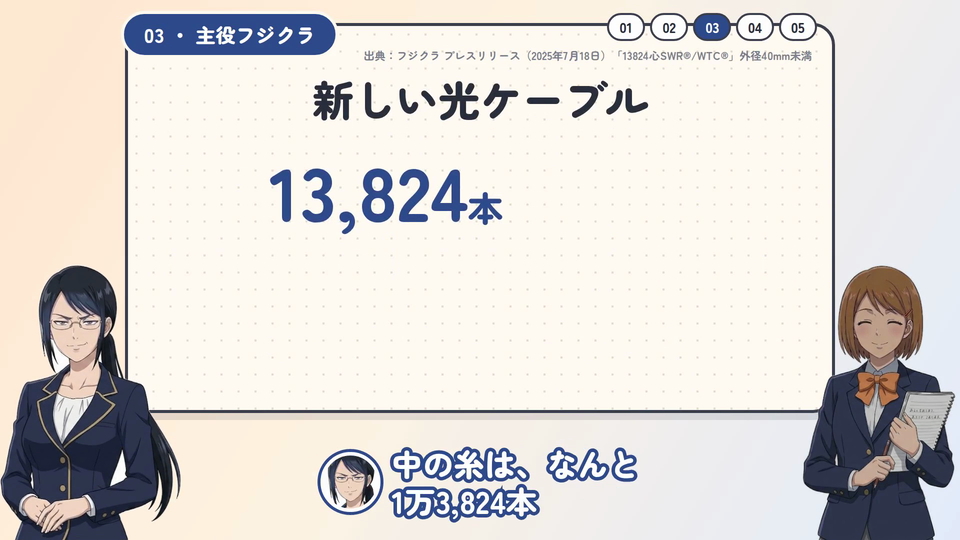 03 ・ 主役フジクラ
01 02 03 04 05
出典：フジクラ プレスリリース（2025年7月18日）「13824心SWR®/WTC®」外径40mm未満
新しい光ケーブル
13,824本
中の糸は、なんと
1万3,824本